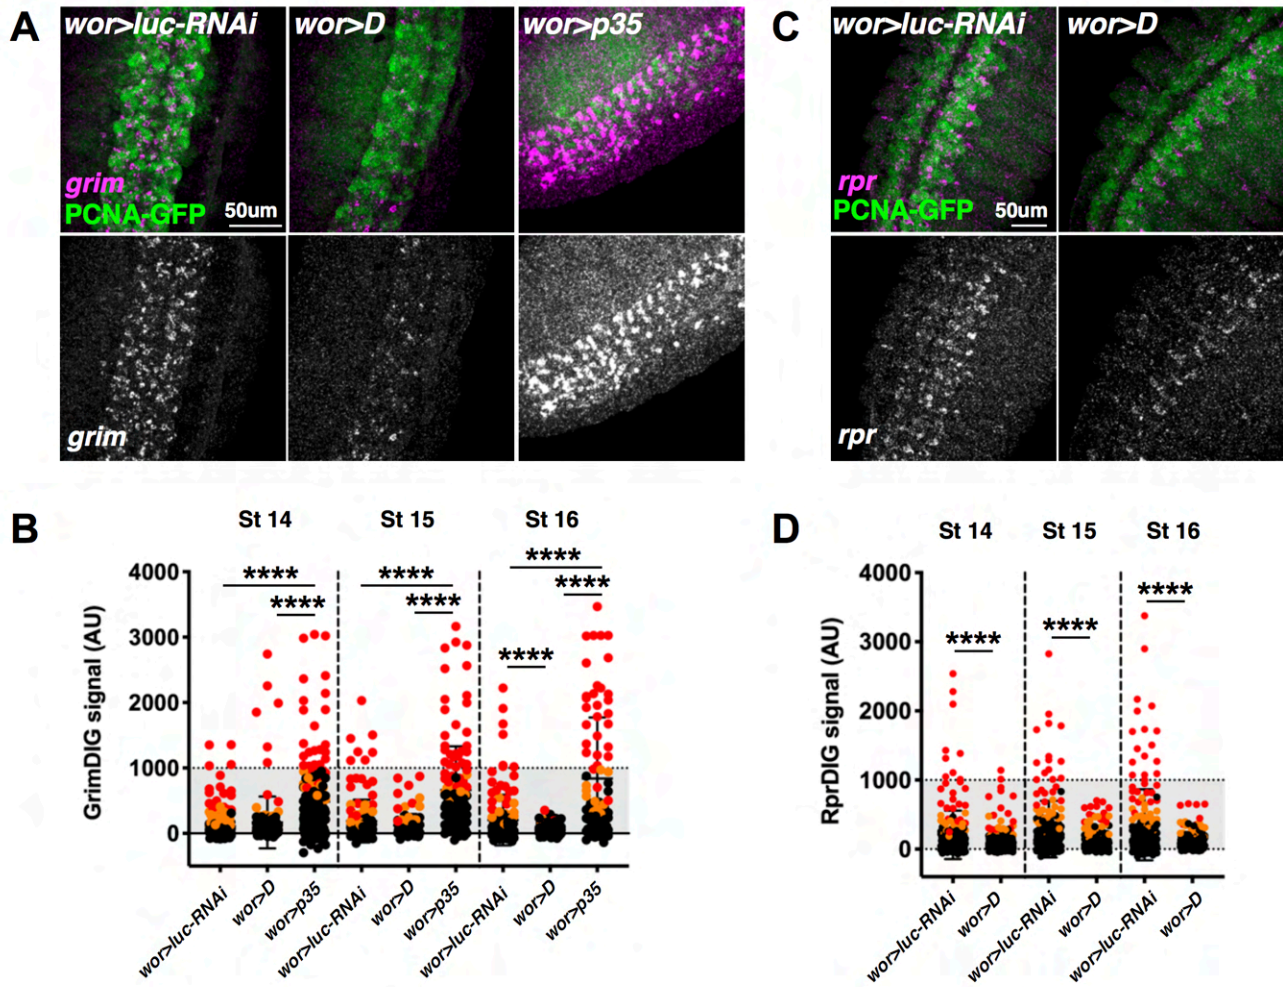 A
wor>luc-RNAi
wor>D
wor>p35
grim
PCNA-GFP
50um
grim
C
wor>luc-RNAi
wor>D
rpr
PCNA-GFP
50um
rpr
B
St 14
St 15
St 16
****
****
****
****
****
****
****
GrimDIG signal (AU)
4000
3000
2000
1000
0
wor>luc-RNAi
wor>D
wor>p35
wor>luc-RNAi
wor>D
wor>p35
wor>luc-RNAi
wor>D
wor>p35
D
St 14
St 15
St 16
****
****
****
RprDIG signal (AU)
4000
3000
2000
1000
0
wor>luc-RNAi
wor>D
wor>luc-RNAi
wor>D
wor>luc-RNAi
wor>D